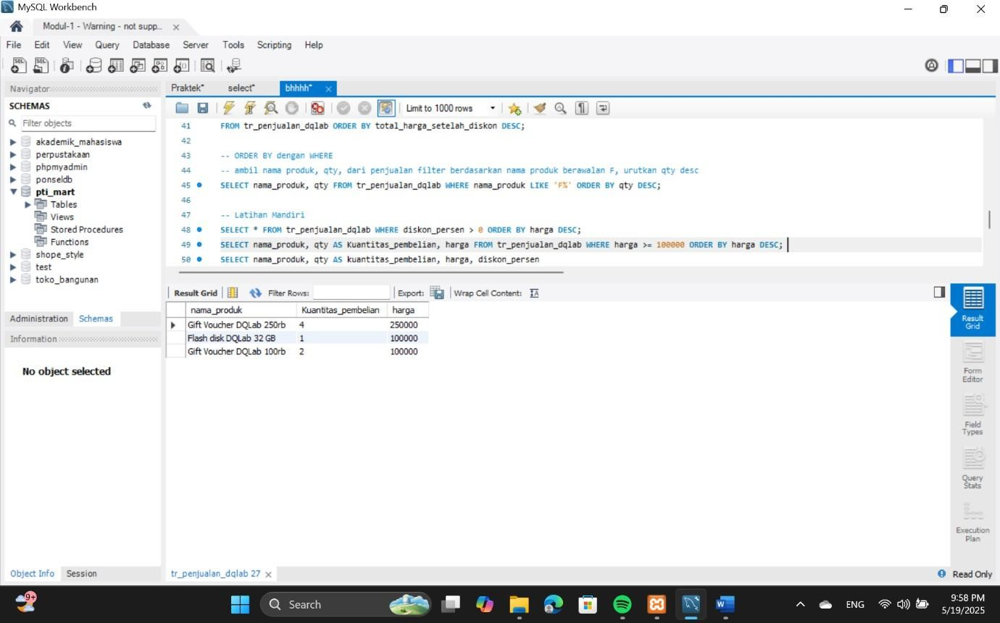 MySQL Workbench
Modul-1 - Warning - not supp...
File Edit View Query Database Server Tools Scripting Help
Navigator
SCHEMAS
Filter objects
akademik_mahasiswa
perpustakaan
phpmyadmin
ponseldb
pti_mart
Tables
Views
Stored Procedures
Functions
shope_style
test
toko_bangunan
Administration Schemas
Information
No object selected
Object Info Session
Praktek* select* bhhhh*
Limit to 1000 rows
41 FROM tr_penjualan_dqlab ORDER BY total_harga_setelah_diskon DESC;
42
43 -- ORDER BY dengan WHERE
44 -- ambil nama produk, qty, dari penjualan filter berdasarkan nama produk berawalan F, urutkan qty desc
45 SELECT nama_produk, qty FROM tr_penjualan_dqlab WHERE nama_produk LIKE 'F%' ORDER BY qty DESC;
46
47 -- Latihan Mandiri
48 SELECT * FROM tr_penjualan_dqlab WHERE diskon_persen > 0 ORDER BY harga DESC;
49 SELECT nama_produk, qty AS Kuantitas_pembelian, harga FROM tr_penjualan_dqlab WHERE harga >= 100000 ORDER BY harga DESC;
50 SELECT nama_produk, qty AS kuantitas_pembelian, harga, diskon_persen
Result Grid Filter Rows: Export: Wrap Cell Content:
nama_produk Kuantitas_pembelian harga
Gift Voucher DQLab 250rb 4 250000
Flash disk DQLab 32 GB 1 100000
Gift Voucher DQLab 100rb 2 100000
Result
Grid
Form
Editor
Field
Types
Query
Stats
Execution
Plan
tr_penjualan_dqlab 27
Read Only
9+
Search
ENG
9:58 PM
5/19/2025